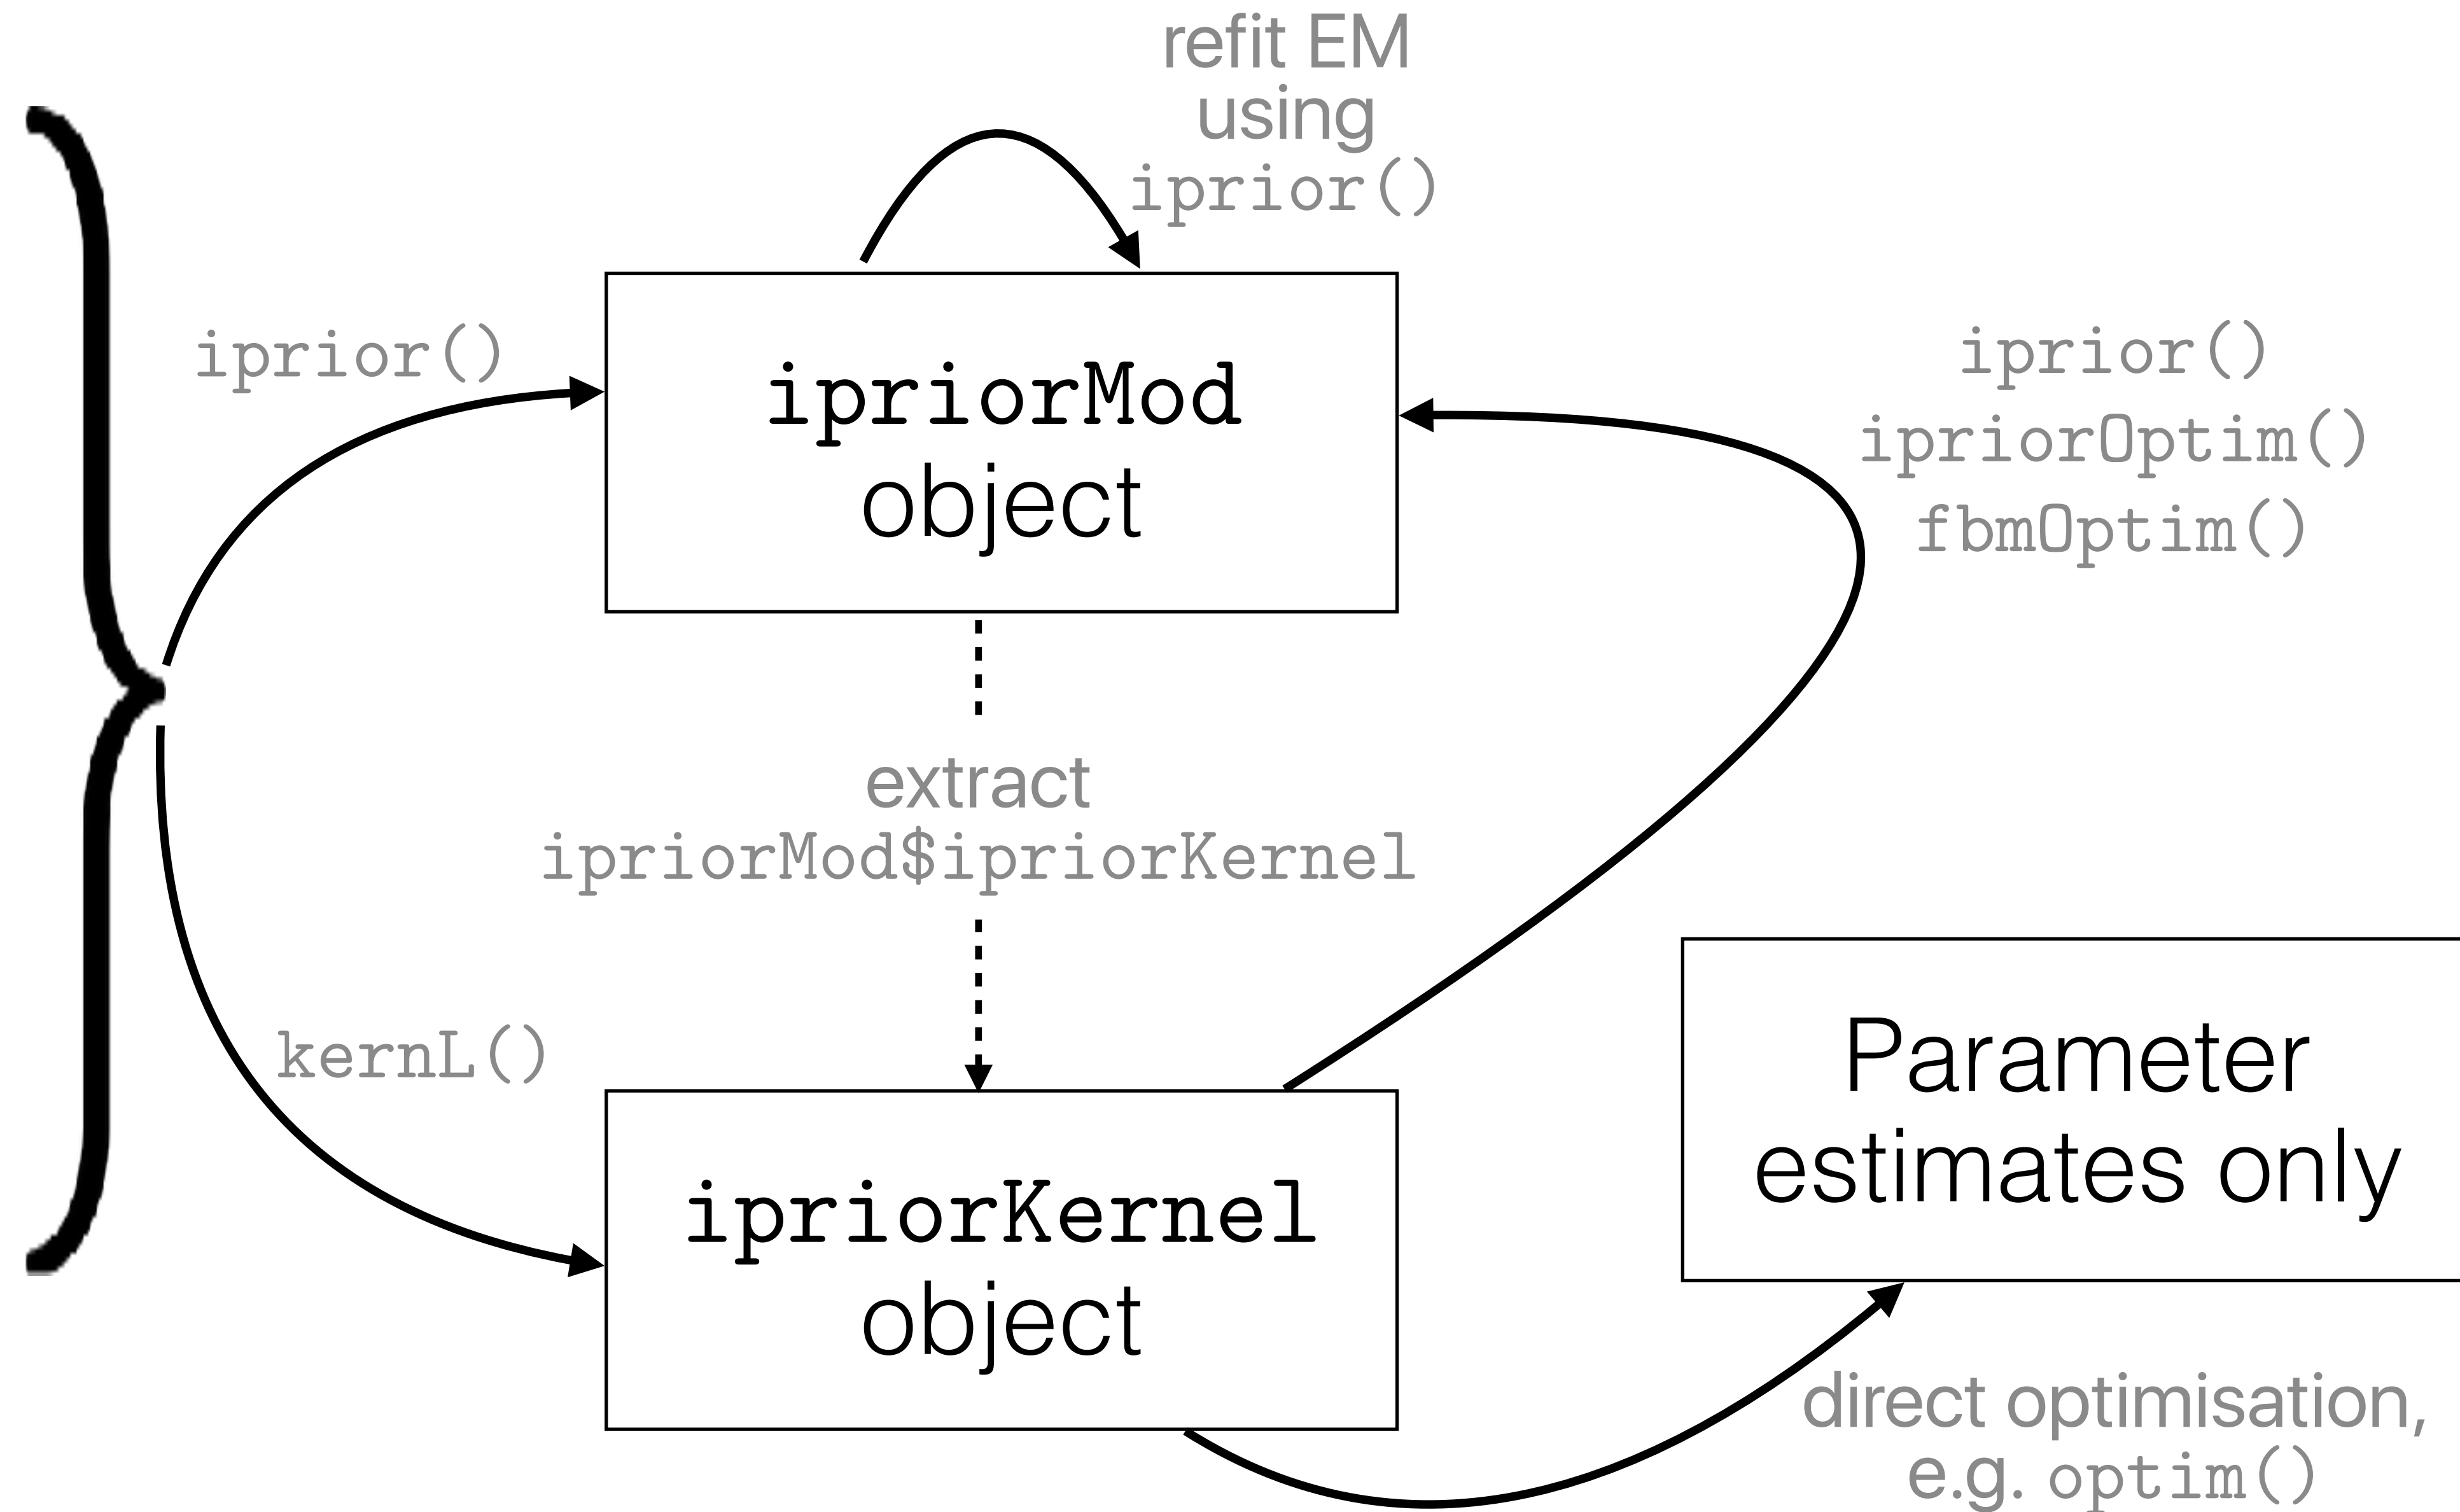 refit EM
using
iprior()
iprior()
ipriorMod
object
iprior()
ipriorOptim()
fbmOptim()
extract
ipriorMod$ipriorKernel
kernL()
Parameter
estimates only
ipriorKernel
object
direct optimisation,
e.g. optim()